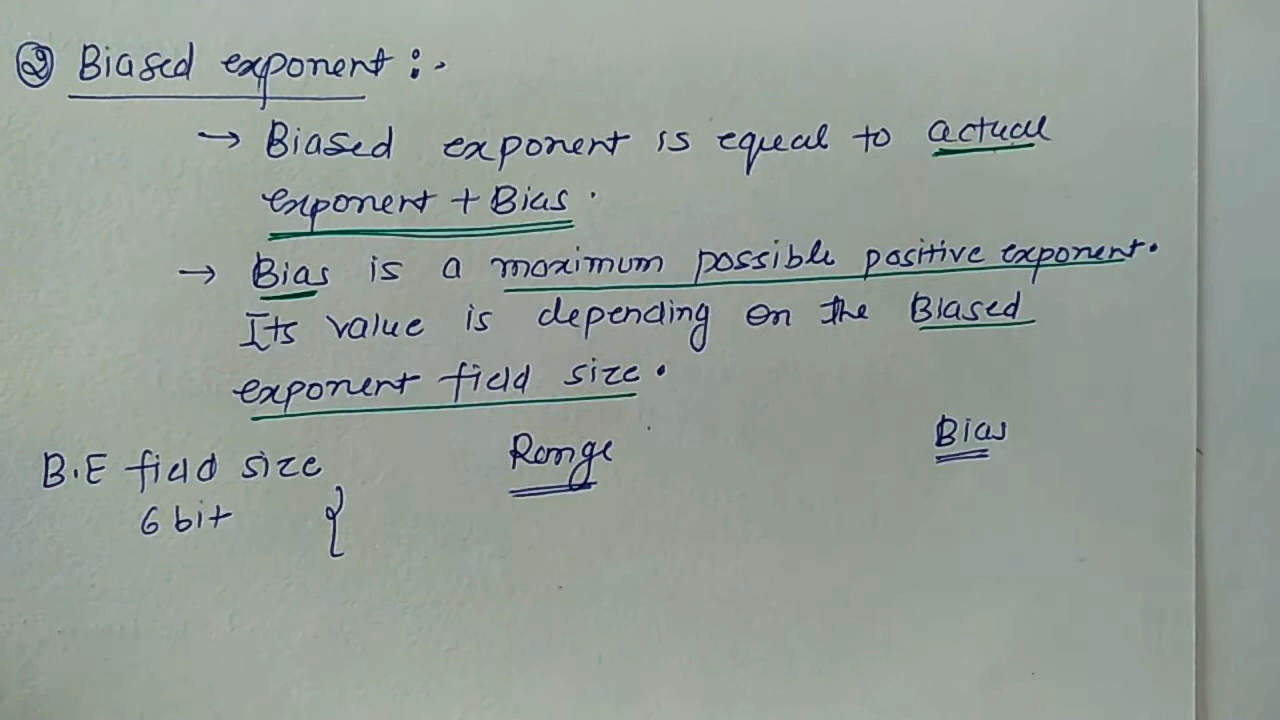 ② Biased exponent :-
→ Biased exponent is equal to actual
exponent + Bias.
→ Bias is a maximum possible positive exponent.
Its value is depending on the Biased
exponent field size.
B.E field size Range Bias
6 bit {